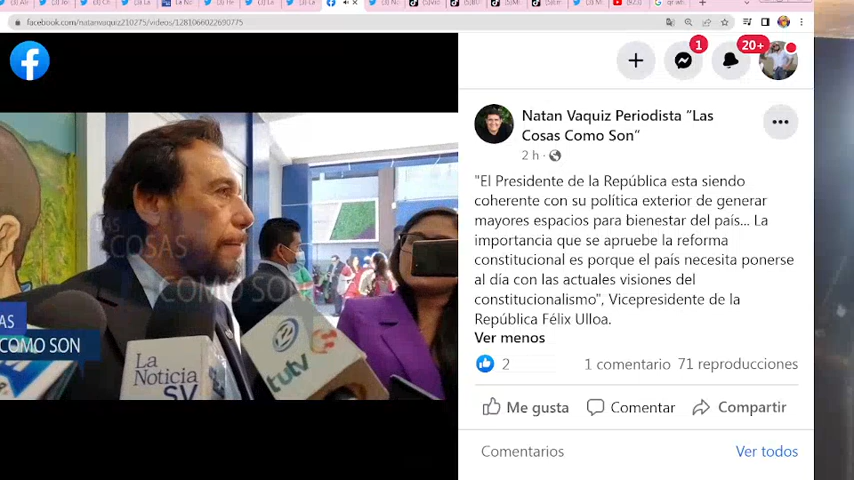 facebook.com/natanvaquiz210275/videos/1281066022690775
1
20+
Natan Vaquiz Periodista "Las
Cosas Como Son"
2 h
"El Presidente de la República esta siendo
coherente con su política exterior de generar
mayores espacios para bienestar del país... La
importancia que se apruebe la reforma
constitucional es porque el país necesita ponerse
al día con las actuales visiones del
constitucionalismo", Vicepresidente de la
República Félix Ulloa.
Ver menos
2
1 comentario 71 reproducciones
Me gusta
Comentar
Compartir
Comentarios
Ver todos
LAS
COSAS
COMO SON
AS
COMO SON
La
Noticia
SV
tutv